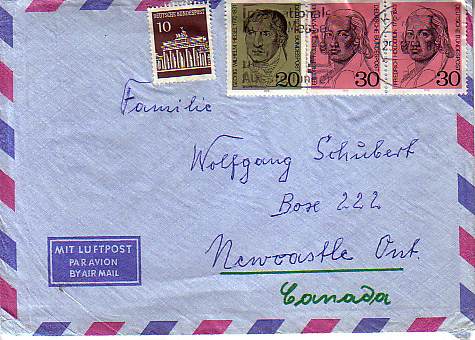 10
DEUTSCHE BUNDESPOST
20
30
30
Familie
Wolfgang Schubert
Boxe 222
Newcastle Ont.
Canada
MIT LUFTPOST
PAR AVION
BY AIR MAIL